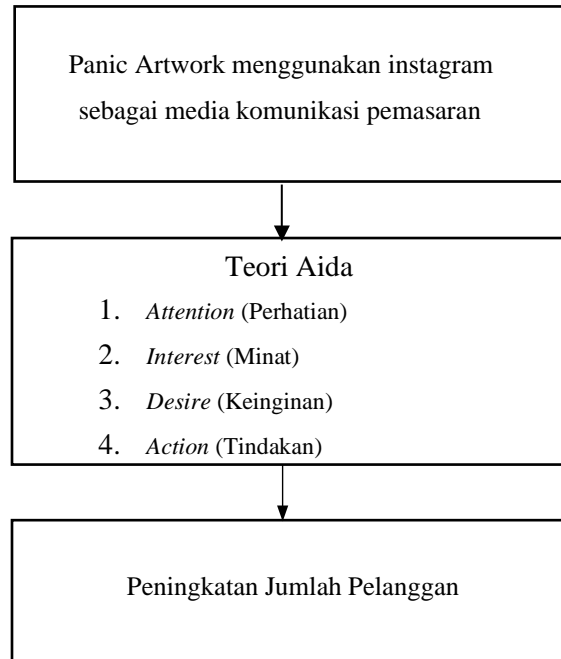 Panic Artwork menggunakan instagram
sebagai media komunikasi pemasaran
Teori Aida
1. Attention (Perhatian)
2. Interest (Minat)
3. Desire (Keinginan)
4. Action (Tindakan)
Peningkatan Jumlah Pelanggan